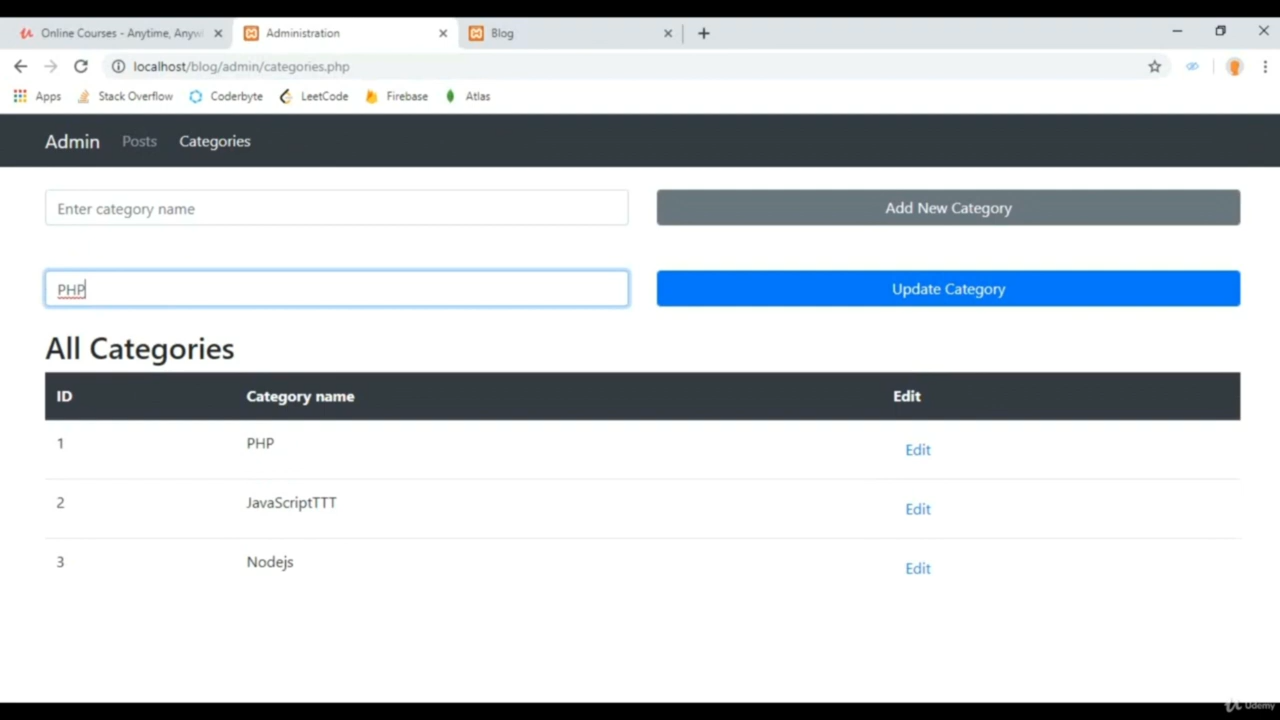 Online Courses - Anytime, Anyw
Administration
Blog
localhost/blog/admin/categories.php
Apps
Stack Overflow
Coderbyte
LeetCode
Firebase
Atlas
Admin
Posts
Categories
Enter category name
Add New Category
PHP
Update Category
All Categories
ID Category name Edit
1 PHP Edit
2 JavaScriptTTT Edit
3 Nodejs Edit
Udemy